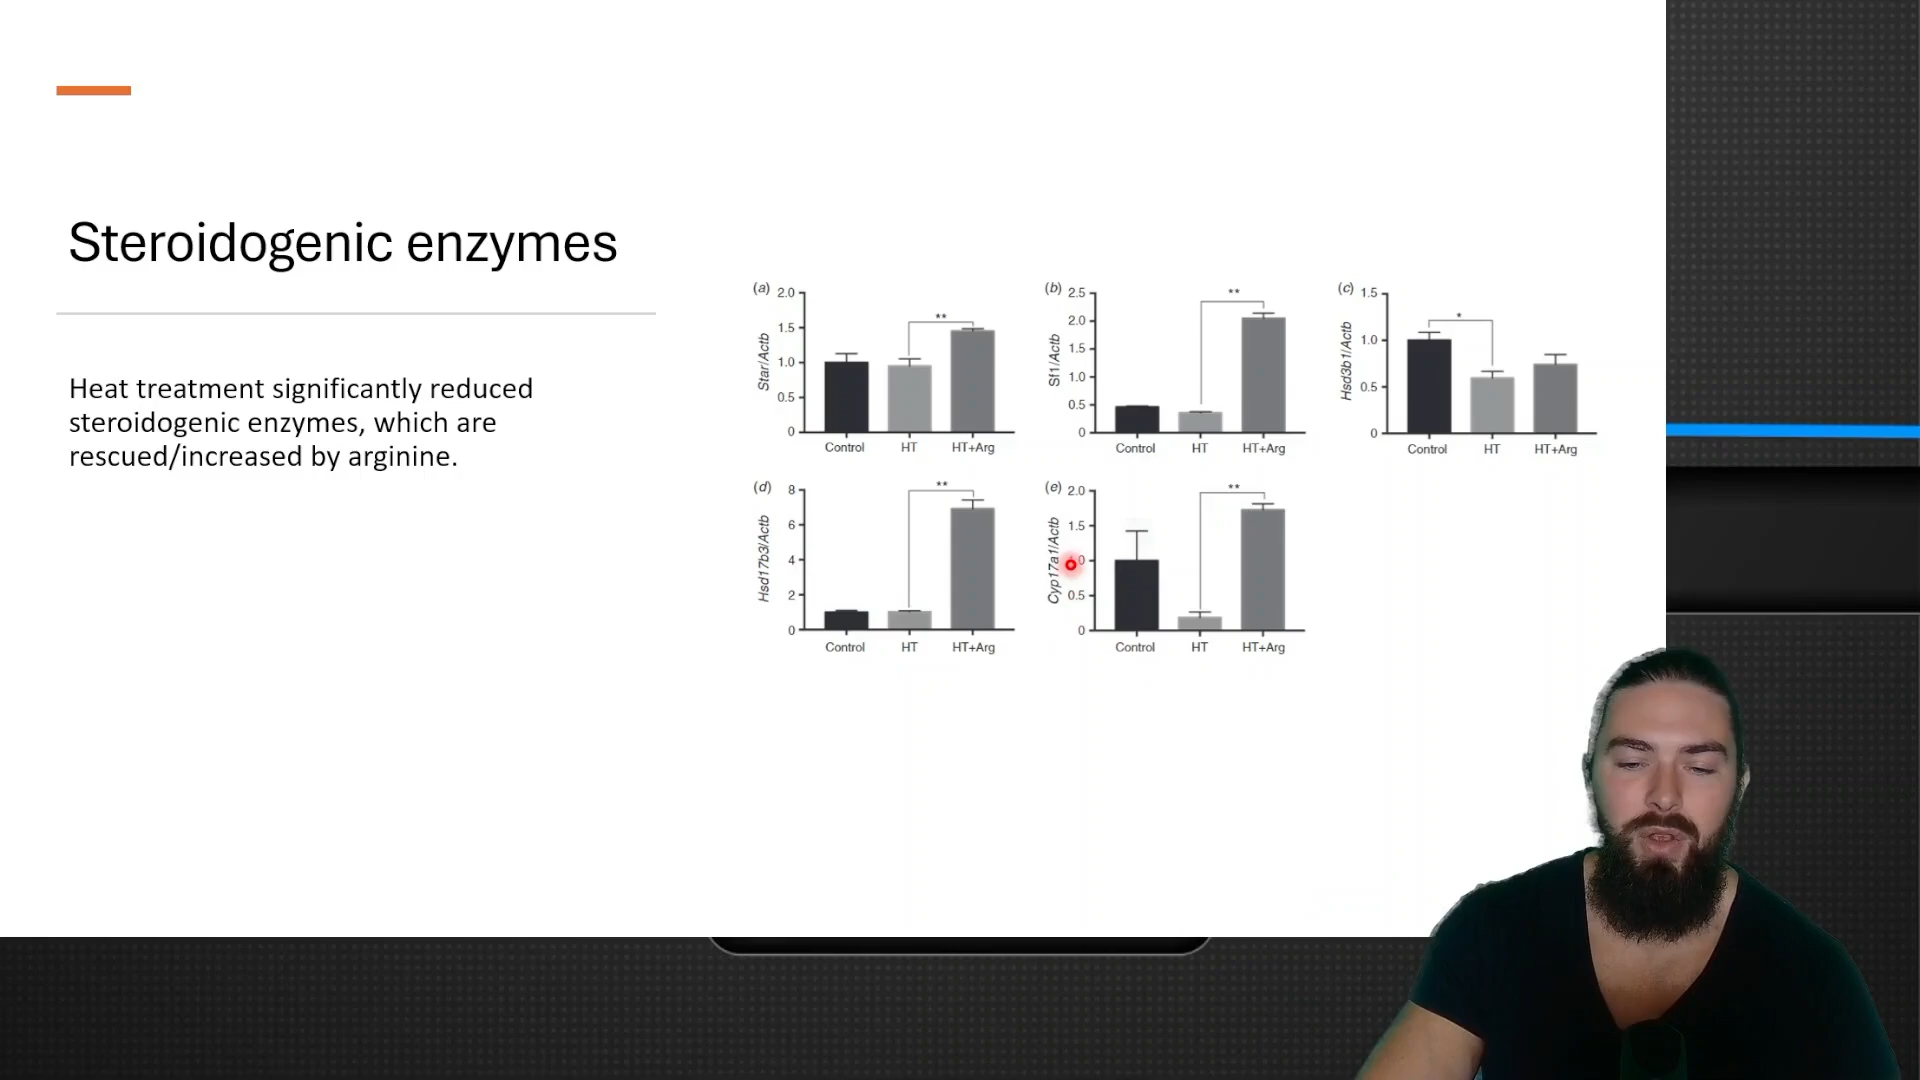 Steroidogenic enzymes
Heat treatment significantly reduced
steroidogenic enzymes, which are
rescued/increased by arginine.
(a)
Star/Actb
2.0
1.5
1.0
0.5
0
**
Control HT HT+Arg
(b)
Sf1/Actb
2.5
2.0
1.5
1.0
0.5
0
**
Control HT HT+Arg
(c)
Hsd3b1/Actb
1.5
1.0
0.5
0
*
Control HT HT+Arg
(d)
Hsd17b3/Actb
8
6
4
2
0
**
Control HT HT+Arg
(e)
Cyp17a1/Actb
2.0
1.5
0
0.5
0
**
Control HT HT+Arg